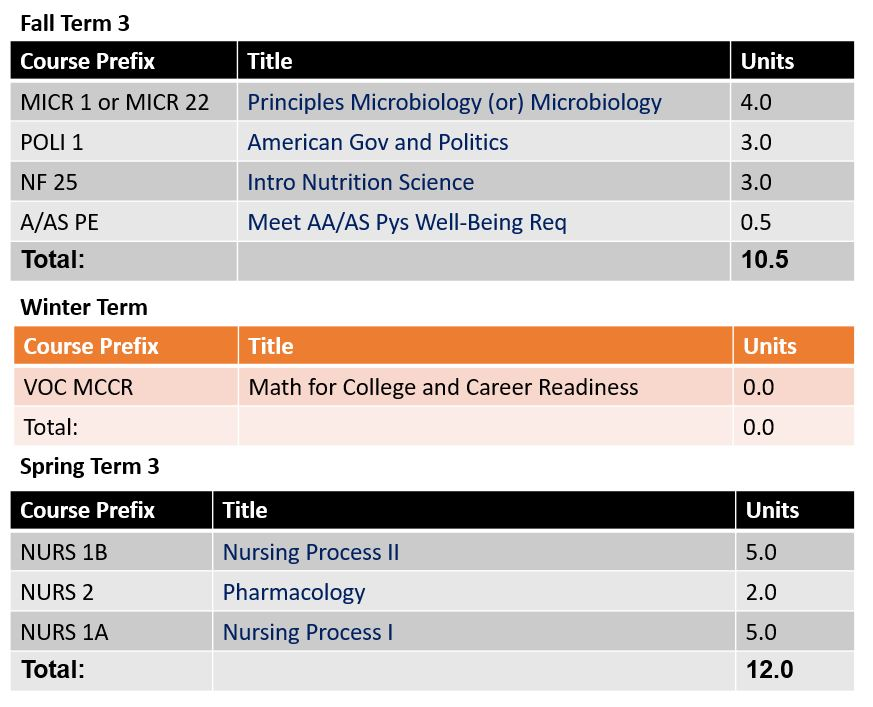 Fall Term 3
Course Prefix Title Units
MICR 1 or MICR 22 Principles Microbiology (or) Microbiology 4.0
POLI 1 American Gov and Politics 3.0
NF 25 Intro Nutrition Science 3.0
A/AS PE Meet AA/AS Pys Well-Being Req 0.5
Total: 10.5
Winter Term
Course Prefix Title Units
VOC MCCR Math for College and Career Readiness 0.0
Total: 0.0
Spring Term 3
Course Prefix Title Units
NURS 1B Nursing Process II 5.0
NURS 2 Pharmacology 2.0
NURS 1A Nursing Process I 5.0
Total: 12.0